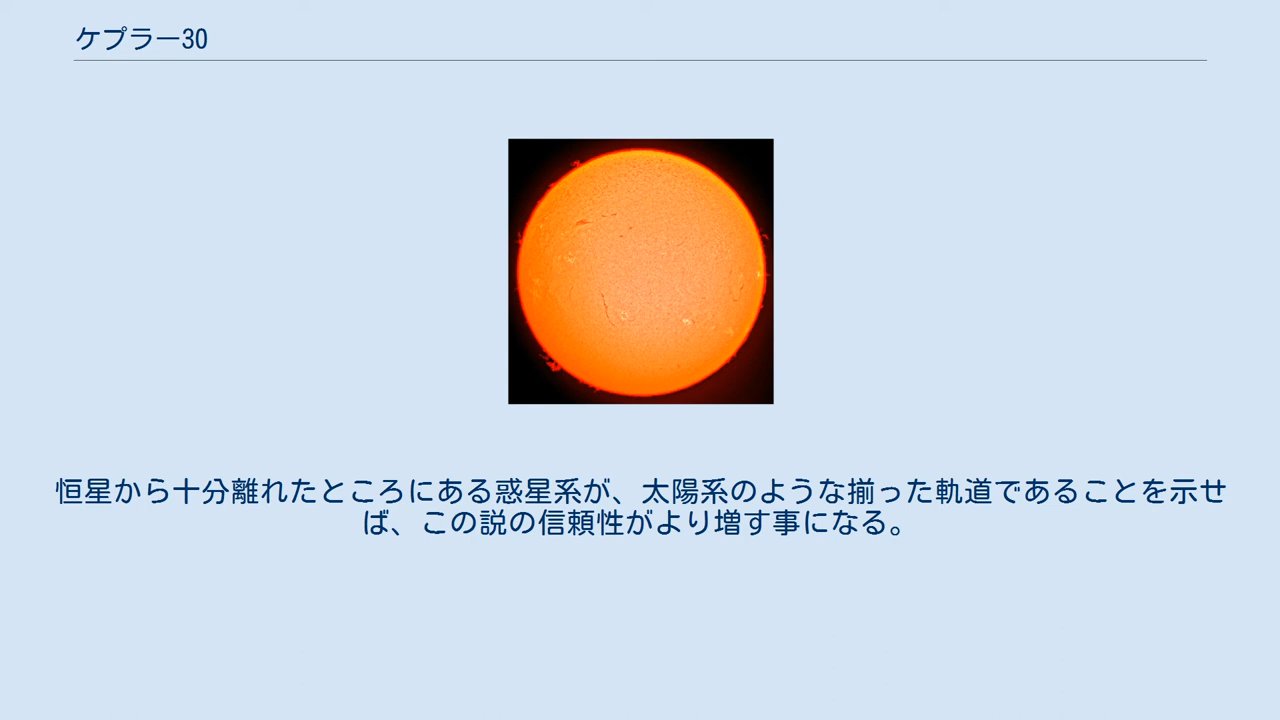 ケプラー30
恒星から十分離れたところにある惑星系が、太陽系のような揃った軌道であることを示せ
ば、この説の信頼性がより増す事になる。